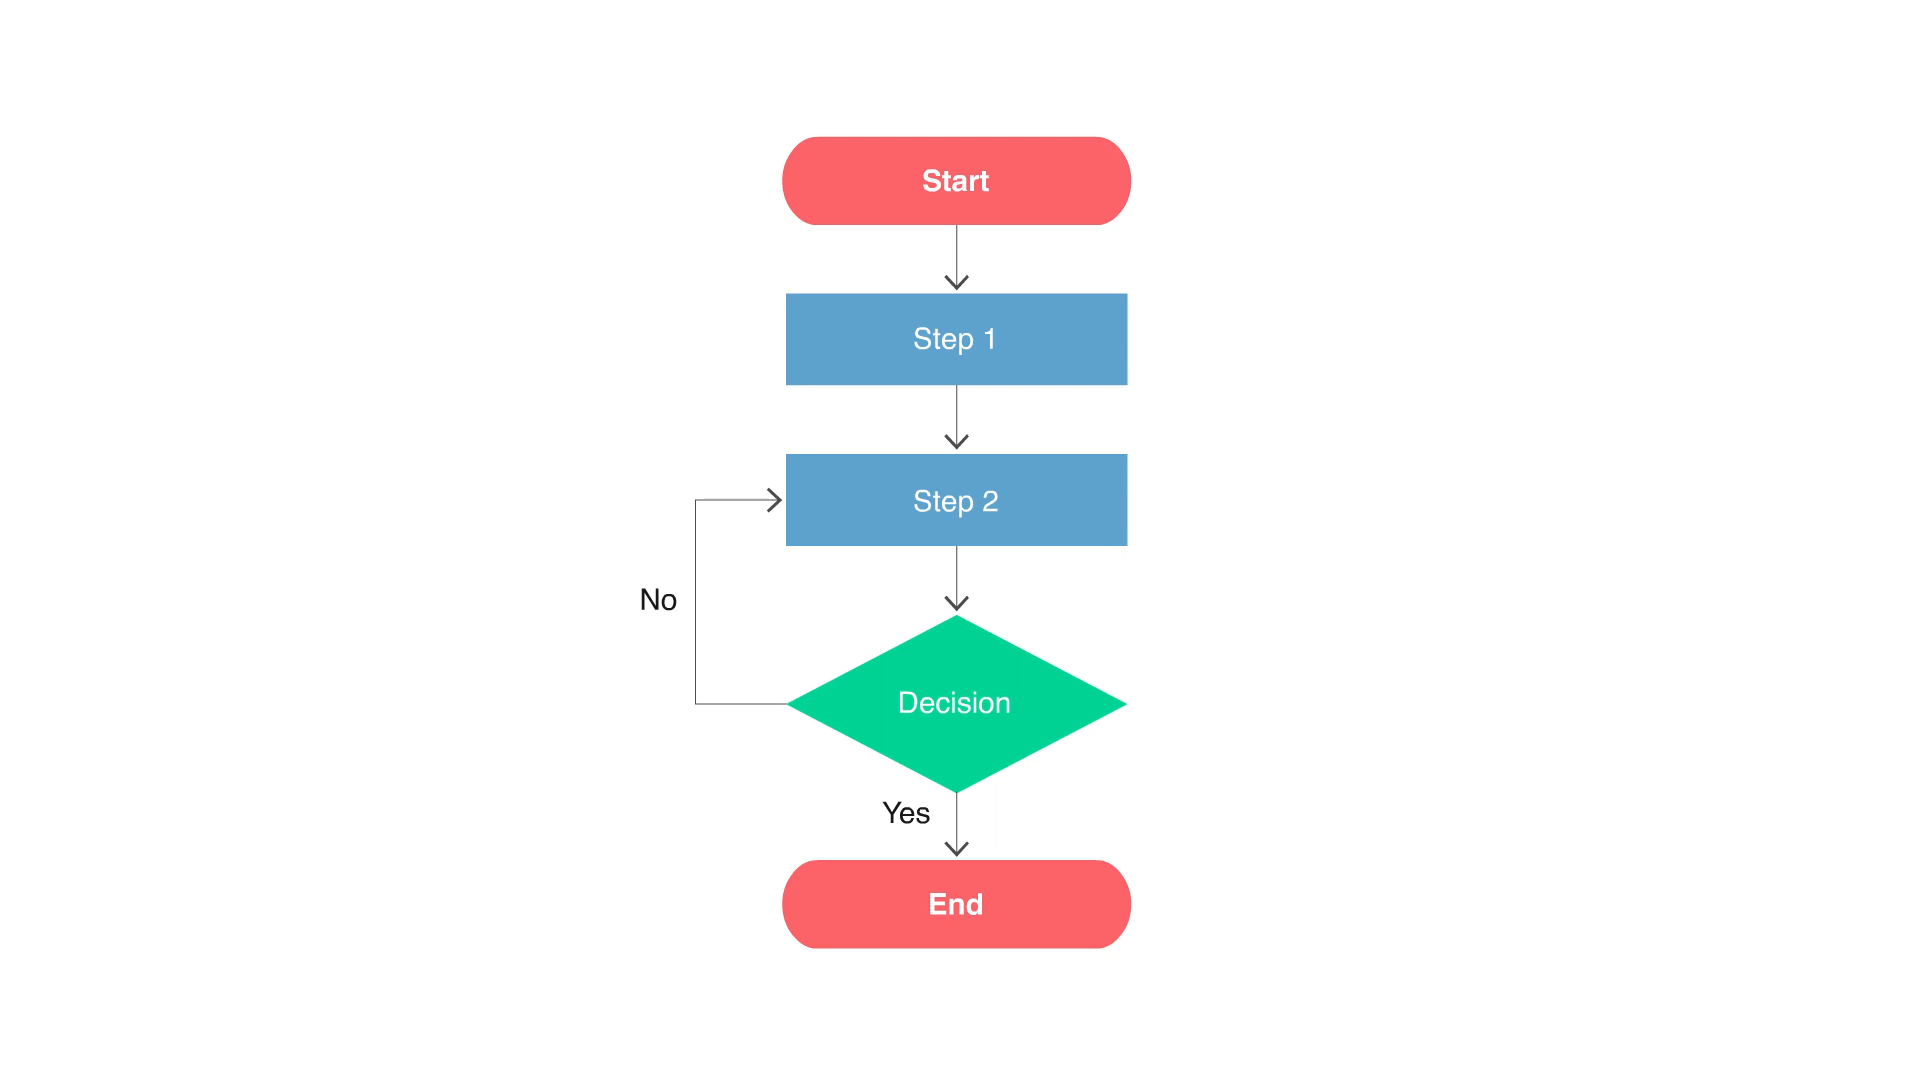 Start
Step 1
Step 2
No
Decision
Yes
End